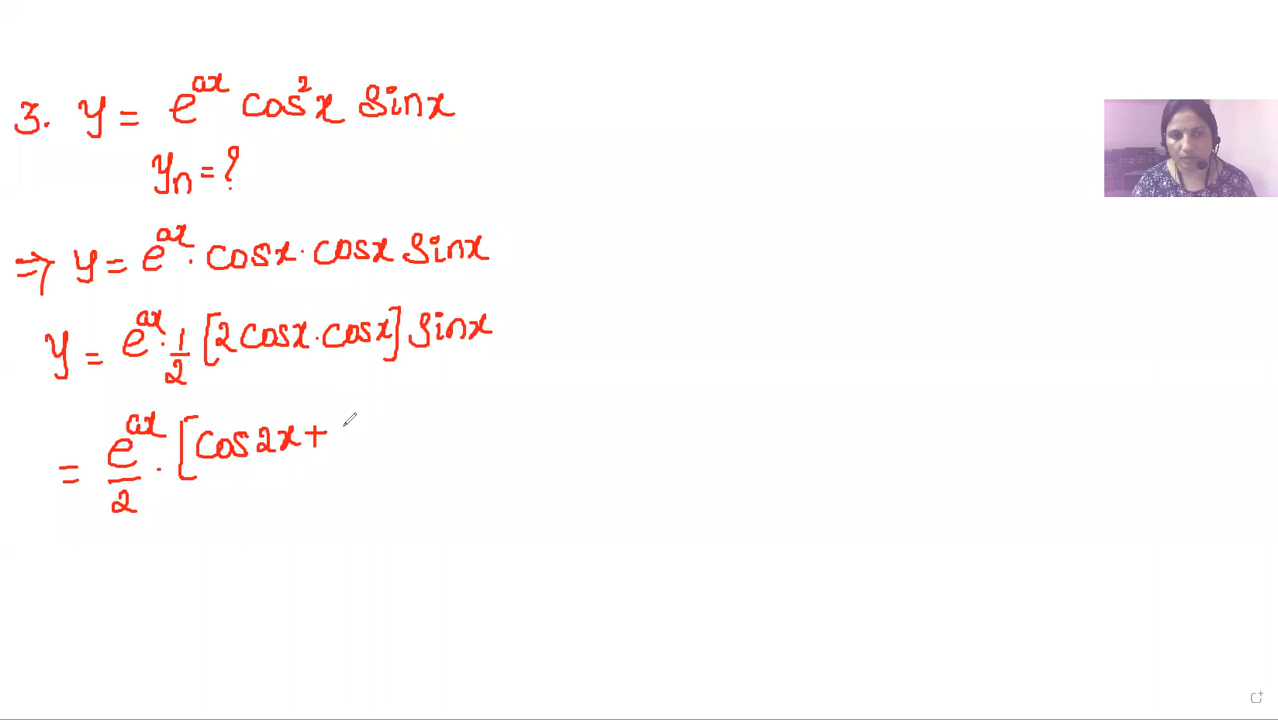 3. y = e^{ax} cos²x sinx
y_n = ?
⇒ y = e^{ax} · cosx · cosx sinx
y = e^{ax} · 1/2 [2 cosx · cosx] sinx
= e^{ax}/2 · [cos2x +